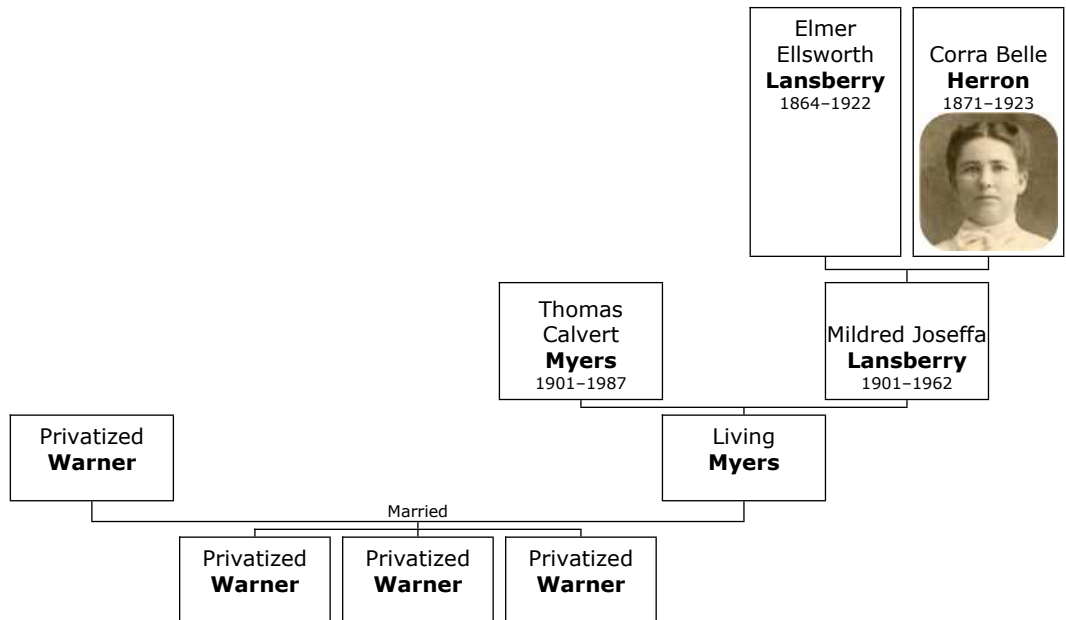 Elmer
Ellsworth
Lansberry
1864–1922
Corra Belle
Herron
1871–1923
Thomas
Calvert
Myers
1901–1987
Mildred Joseffa
Lansberry
1901–1962
Privatized
Warner
Living
Myers
Married
Privatized
Warner
Privatized
Warner
Privatized
Warner